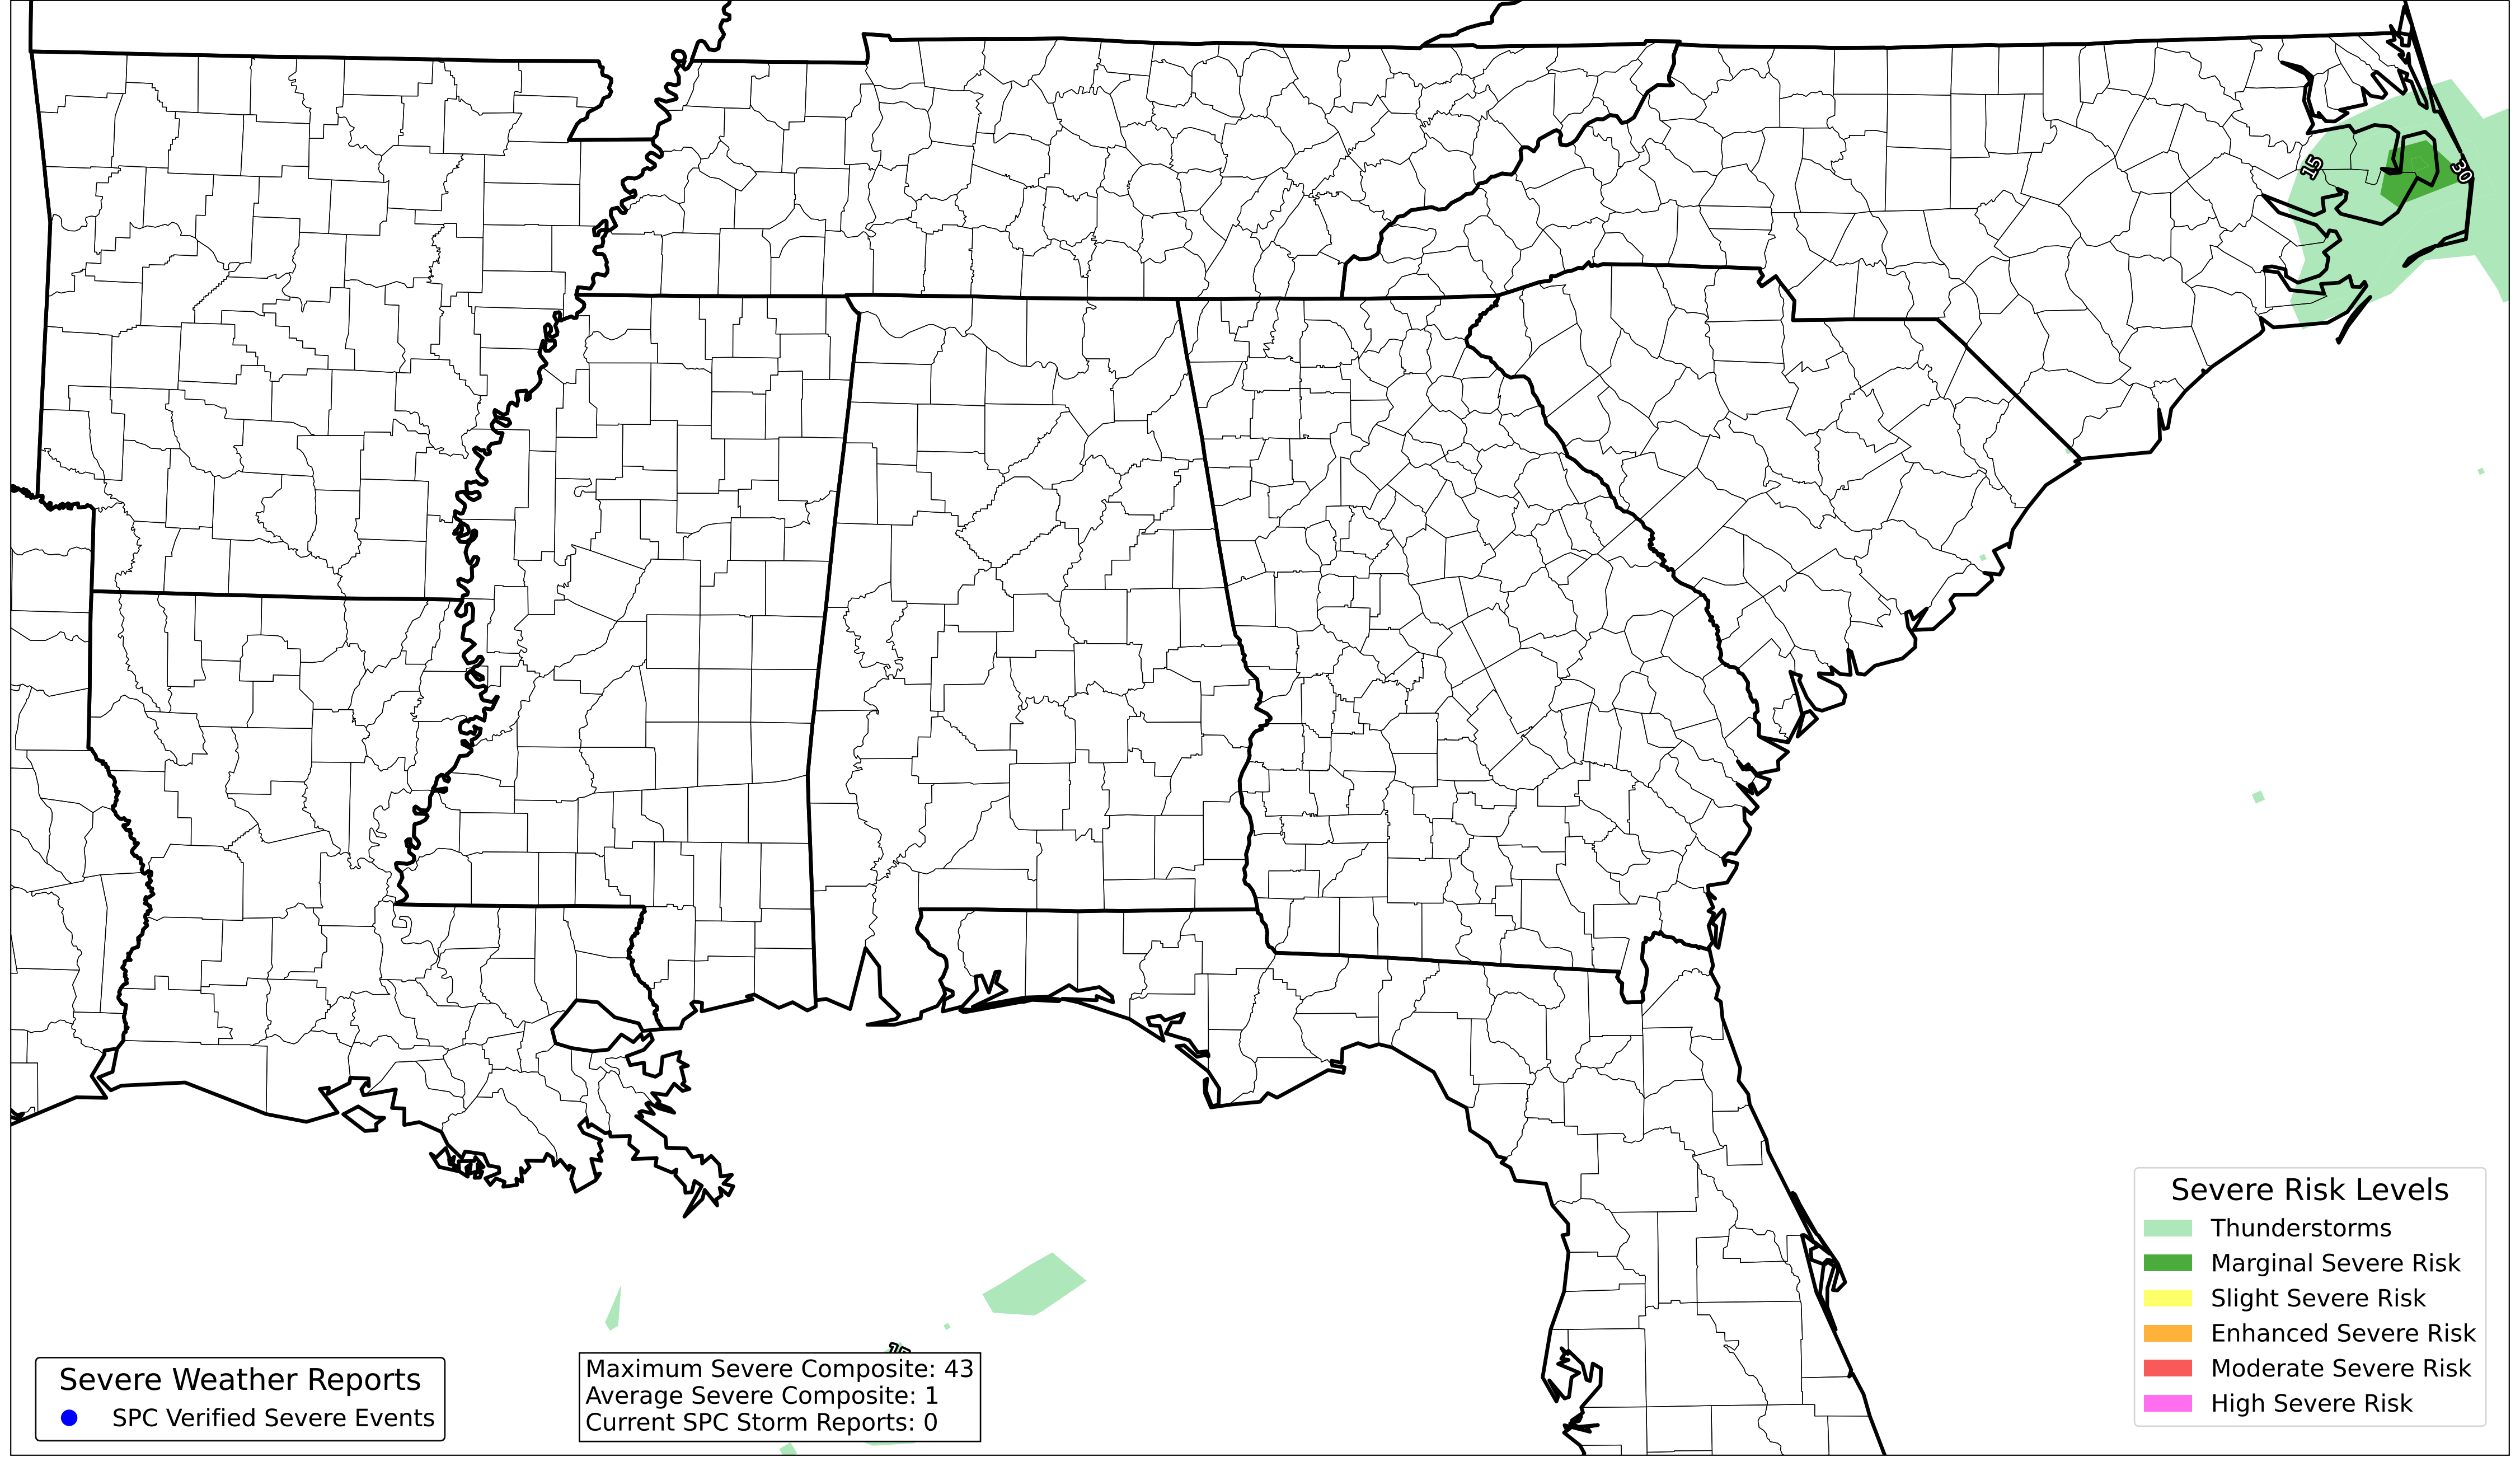 15
30
Severe Risk Levels
Thunderstorms
Marginal Severe Risk
Slight Severe Risk
Enhanced Severe Risk
Moderate Severe Risk
High Severe Risk
Severe Weather Reports
SPC Verified Severe Events
Maximum Severe Composite: 43
Average Severe Composite: 1
Current SPC Storm Reports: 0